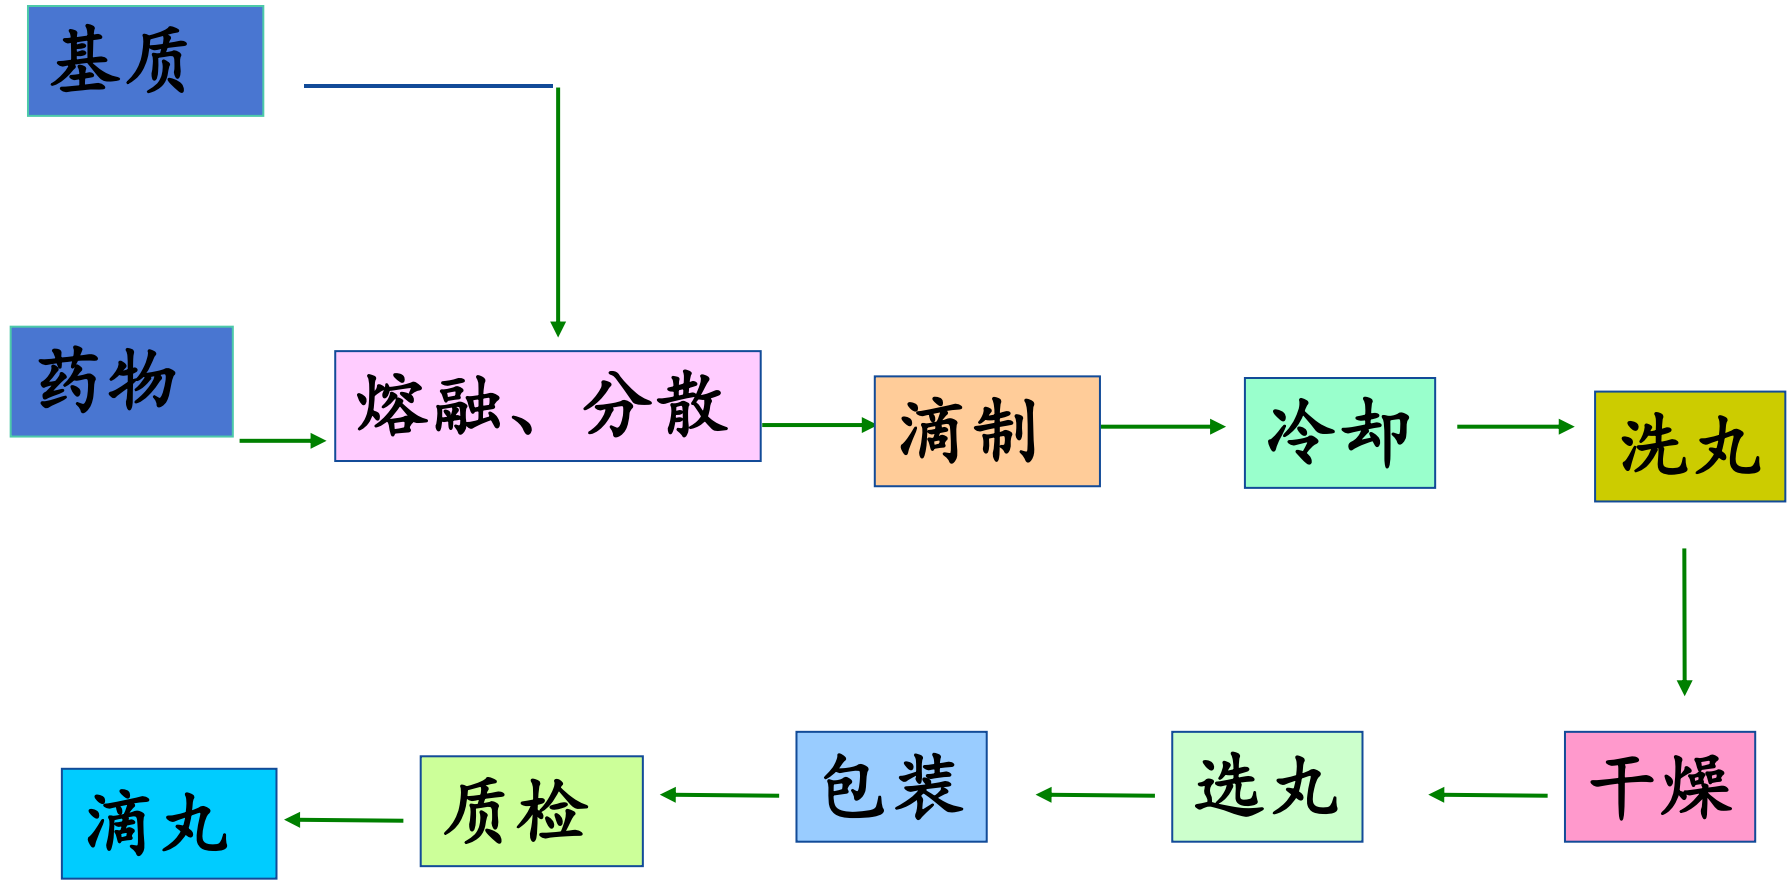 基质
药物
熔融、分散
滴制
冷却
洗丸
干燥
选丸
包装
质检
滴丸